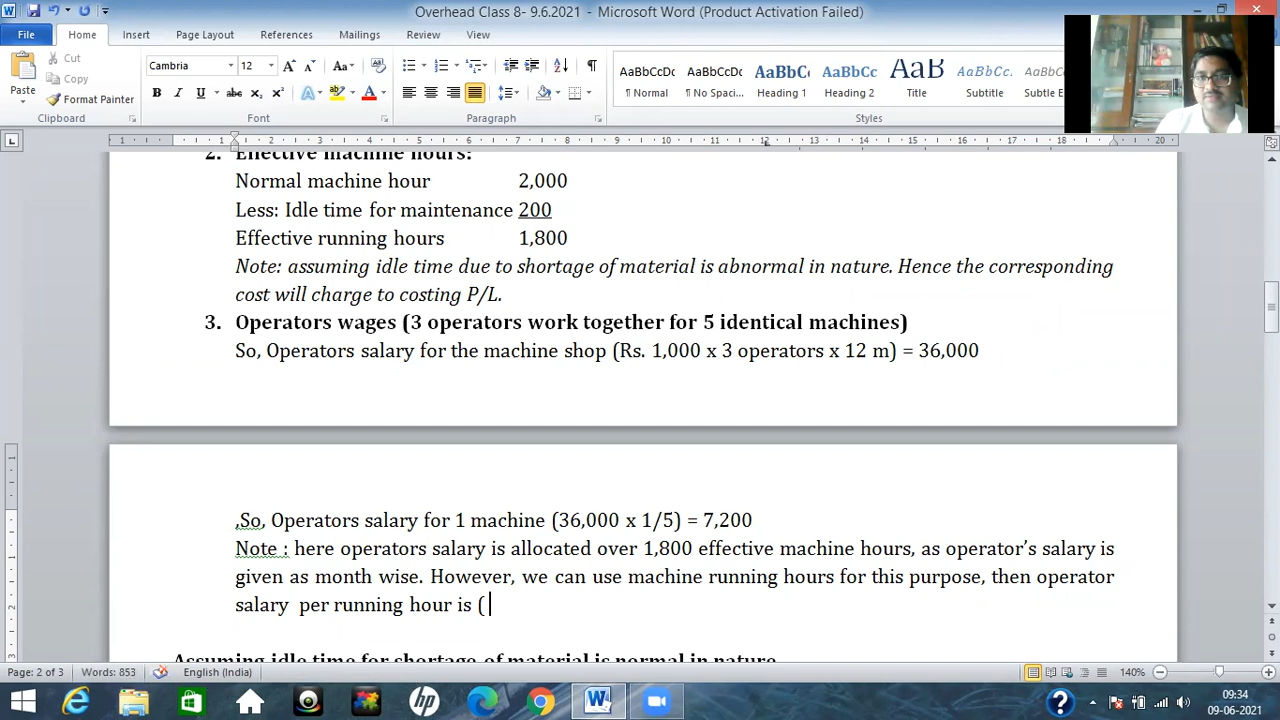 Overhead Class 8- 9.6.2021 - Microsoft Word (Product Activation Failed)
File Home Insert Page Layout References Mailings Review View
Cut
Copy
Paste
Format Painter
Clipboard
Cambria 12
Font
Paragraph
AaBbCcDc AaBbCcDc AaBbC AaBbCc AaB AaBbCc. AaBbCcD
¶ Normal ¶ No Spaci... Heading 1 Heading 2 Title Subtitle Subtle E
Styles
2. Effective machine hours:
Normal machine hour 2,000
Less: Idle time for maintenance 200
Effective running hours 1,800
Note: assuming idle time due to shortage of material is abnormal in nature. Hence the corresponding
cost will charge to costing P/L.
3. Operators wages (3 operators work together for 5 identical machines)
So, Operators salary for the machine shop (Rs. 1,000 x 3 operators x 12 m) = 36,000
,So, Operators salary for 1 machine (36,000 x 1/5) = 7,200
Note : here operators salary is allocated over 1,800 effective machine hours, as operator's salary is
given as month wise. However, we can use machine running hours for this purpose, then operator
salary per running hour is (
Assuming idle time for shortage of material is normal in nature
Page: 2 of 3 Words: 853 English (India) 140%
09:34
09-06-2021